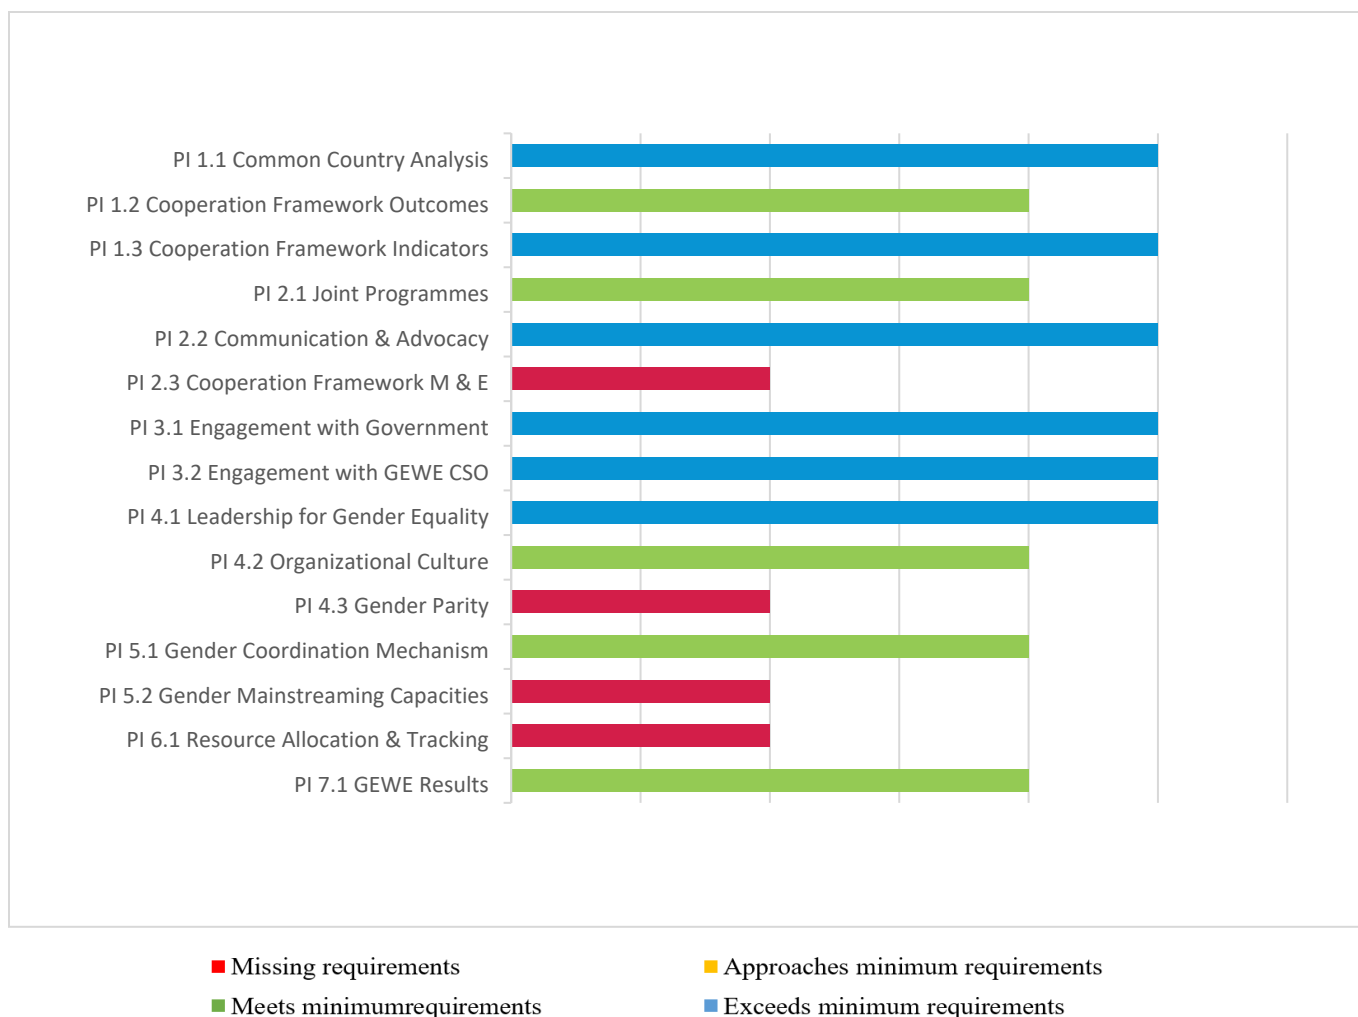 PI 1.1 Common Country Analysis
PI 1.2 Cooperation Framework Outcomes
PI 1.3 Cooperation Framework Indicators
PI 2.1 Joint Programmes
PI 2.2 Communication & Advocacy
PI 2.3 Cooperation Framework M & E
PI 3.1 Engagement with Government
PI 3.2 Engagement with GEWE CSO
PI 4.1 Leadership for Gender Equality
PI 4.2 Organizational Culture
PI 4.3 Gender Parity
PI 5.1 Gender Coordination Mechanism
PI 5.2 Gender Mainstreaming Capacities
PI 6.1 Resource Allocation & Tracking
PI 7.1 GEWE Results
Missing requirements
Approaches minimum requirements
Meets minimumrequirements
Exceeds minimum requirements